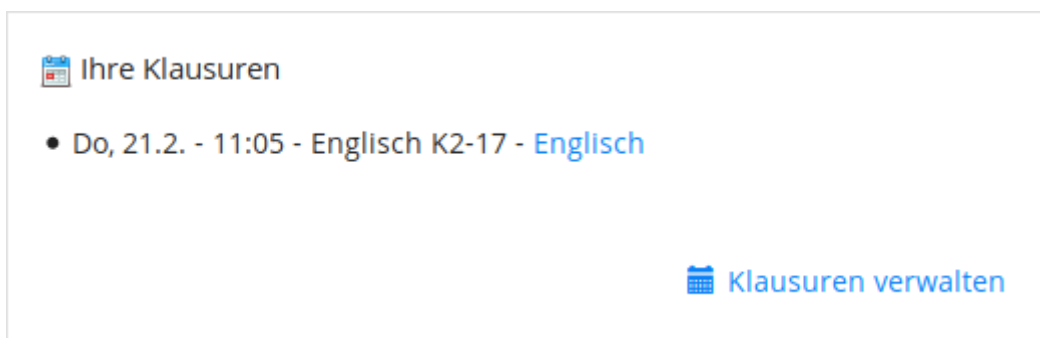 Ihre Klausuren
• Do, 21.2. - 11:05 - Englisch K2-17 - Englisch
Klausuren verwalten